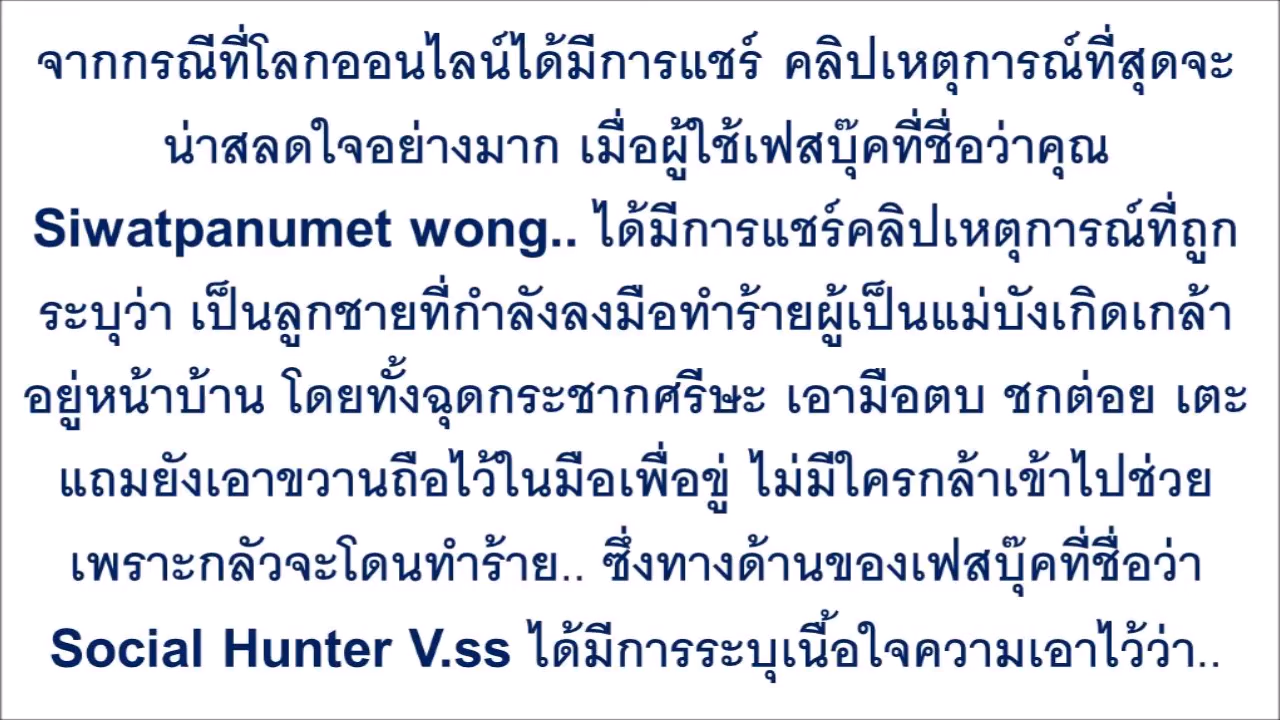 จากกรณีที่โลกออนไลน์ได้มีการแชร์ คลิปเหตุการณ์ที่สุดจะ
น่าสลดใจอย่างมาก เมื่อผู้ใช้เฟสบุ๊คที่ชื่อว่าคุณ
Siwatpanumet wong.. ได้มีการแชร์คลิปเหตุการณ์ที่ถูก
ระบุว่า เป็นลูกชายที่กำลังลงมือทำร้ายผู้เป็นแม่บังเกิดเกล้า
อยู่หน้าบ้าน โดยทั้งฉุดกระชากศรีษะ เอามือตบ ชกต่อย เตะ
แถมยังเอาขวานถือไว้ในมือเพื่อขู่ ไม่มีใครกล้าเข้าไปช่วย
เพราะกลัวจะโดนทำร้าย.. ซึ่งทางด้านของเฟสบุ๊คที่ชื่อว่า
Social Hunter V.ss ได้มีการระบุเนื้อใจความเอาไว้ว่า..